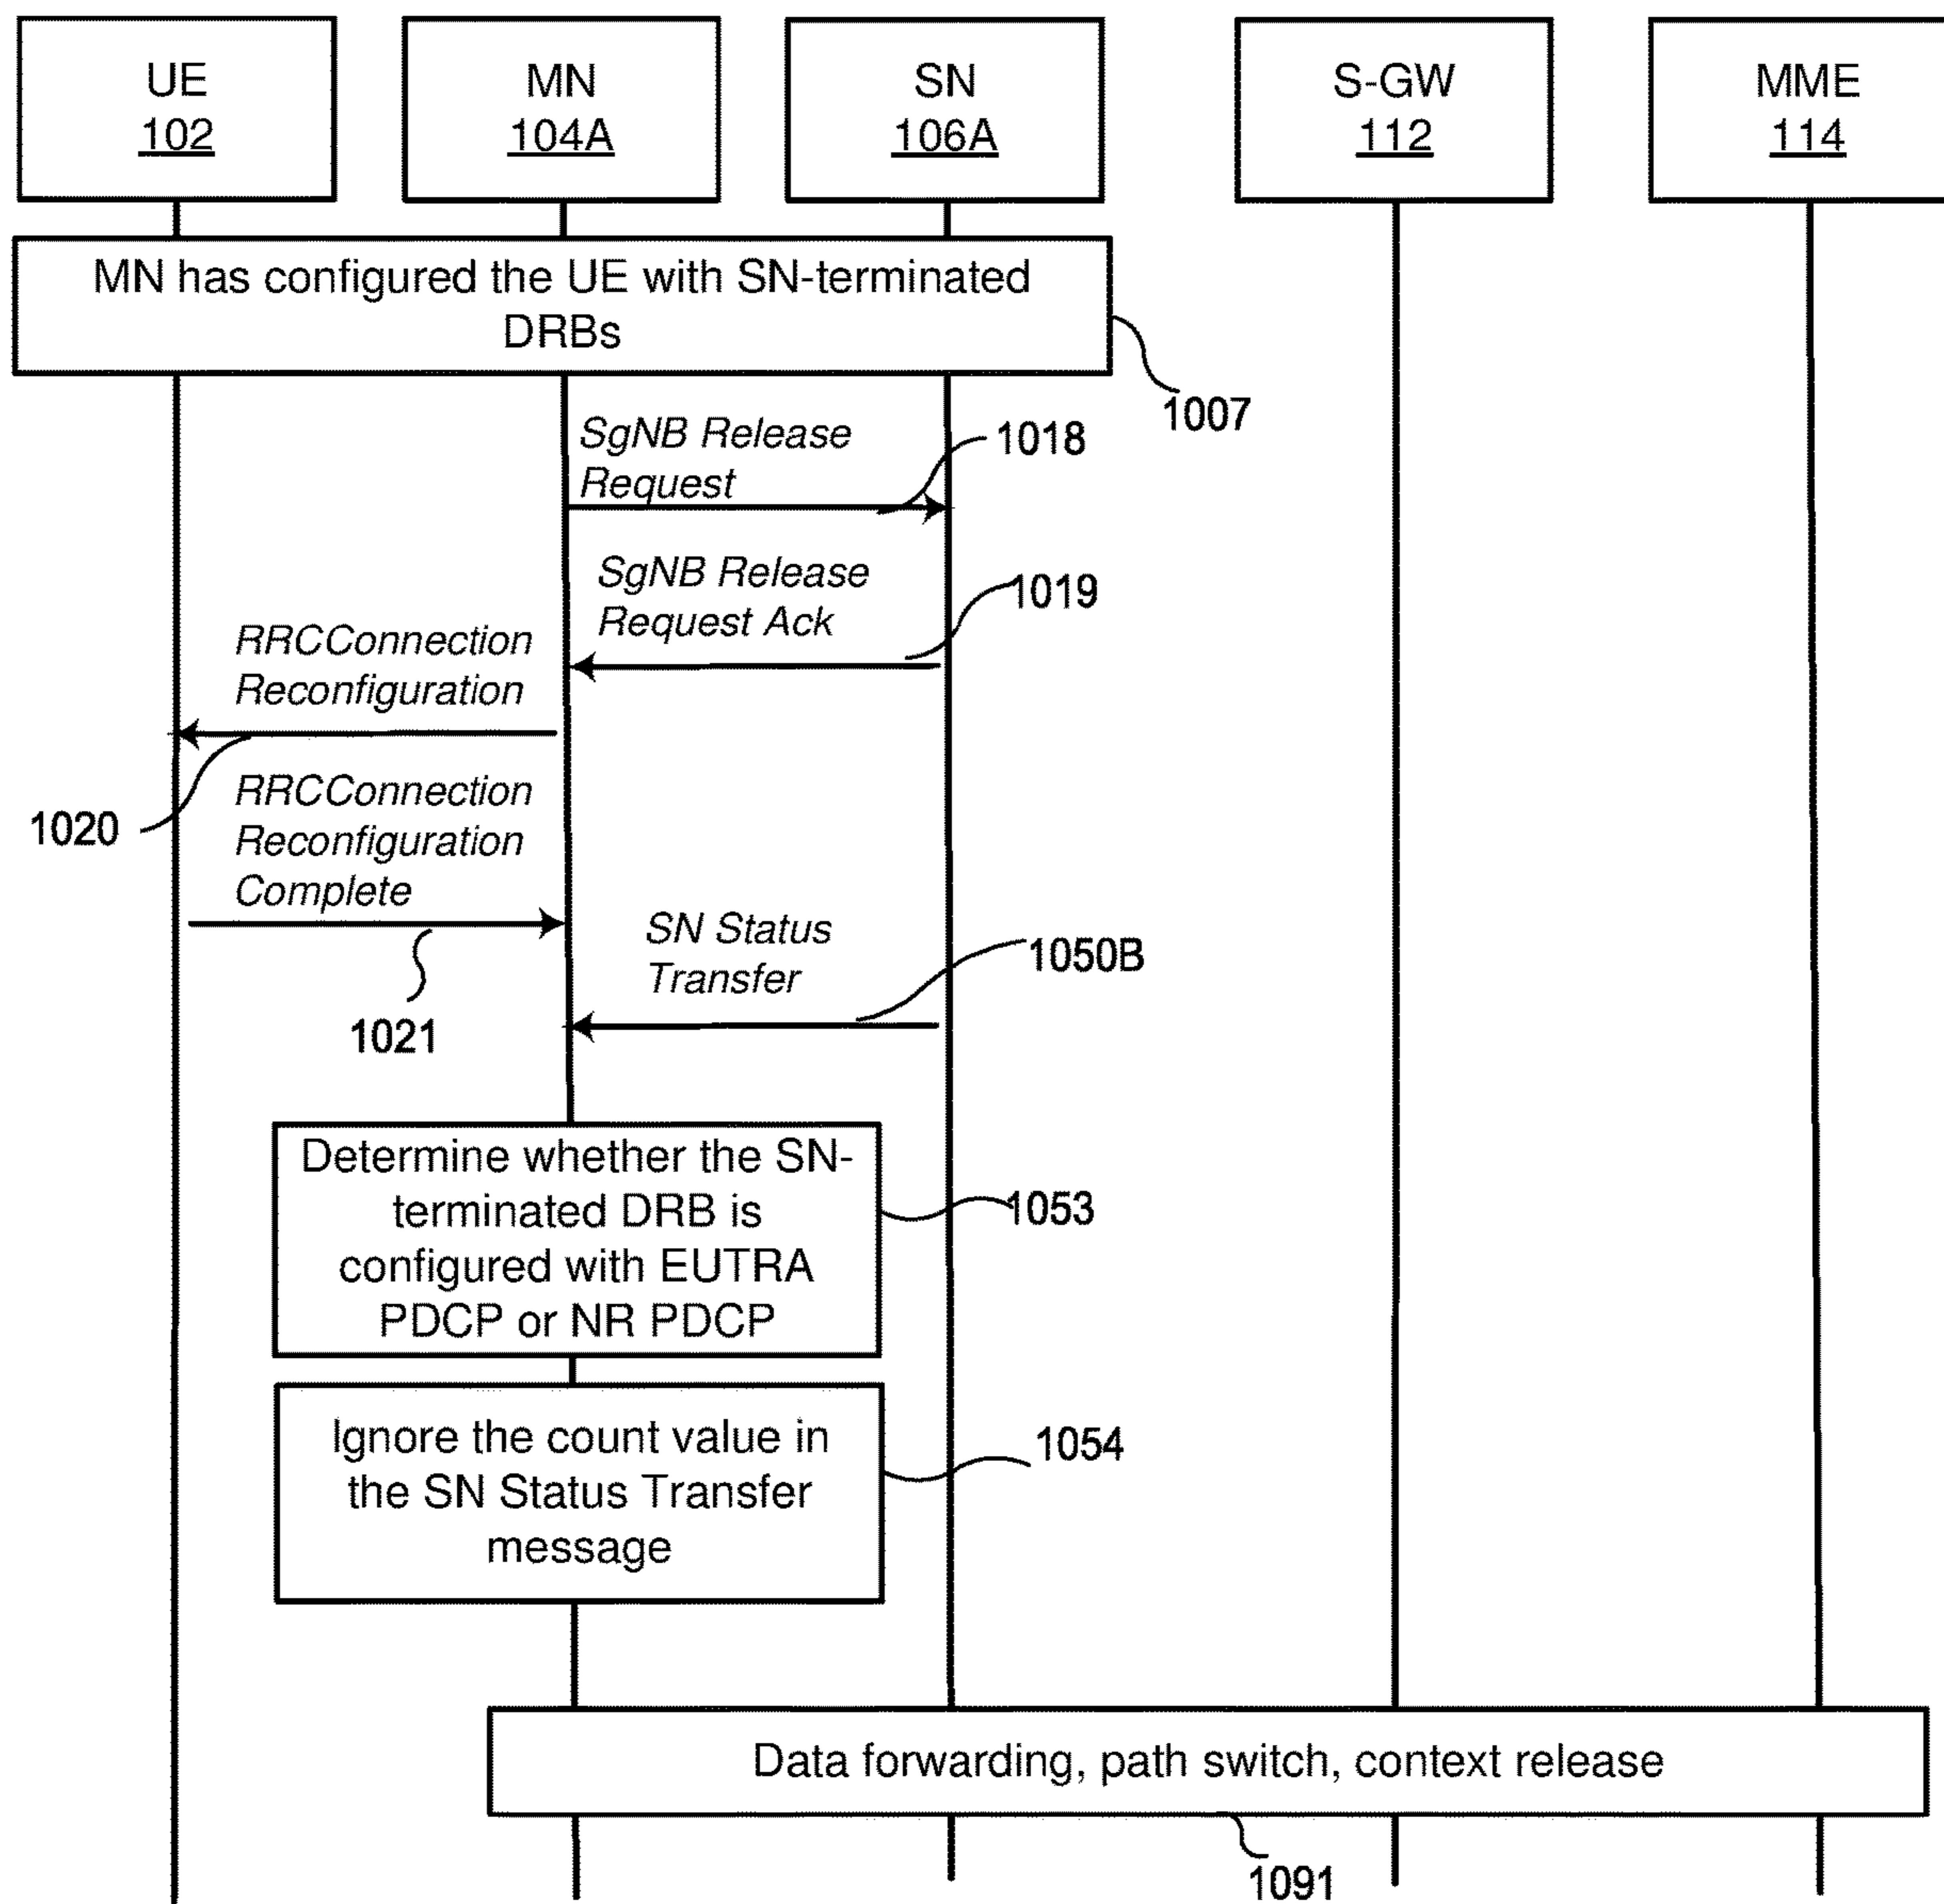 UE
102
MN
104A
SN
106A
S-GW
112
MME
114
MN has configured the UE with SN-terminated
DRBs
1007
SgNB Release
Request
1018
SgNB Release
Request Ack
1019
RRCConnection
Reconfiguration
1020
RRCConnection
Reconfiguration
Complete
1021
SN Status
Transfer
1050B
Determine whether the SN-
terminated DRB is
configured with EUTRA
PDCP or NR PDCP
1053
Ignore the count value in
the SN Status Transfer
message
1054
Data forwarding, path switch, context release
1091